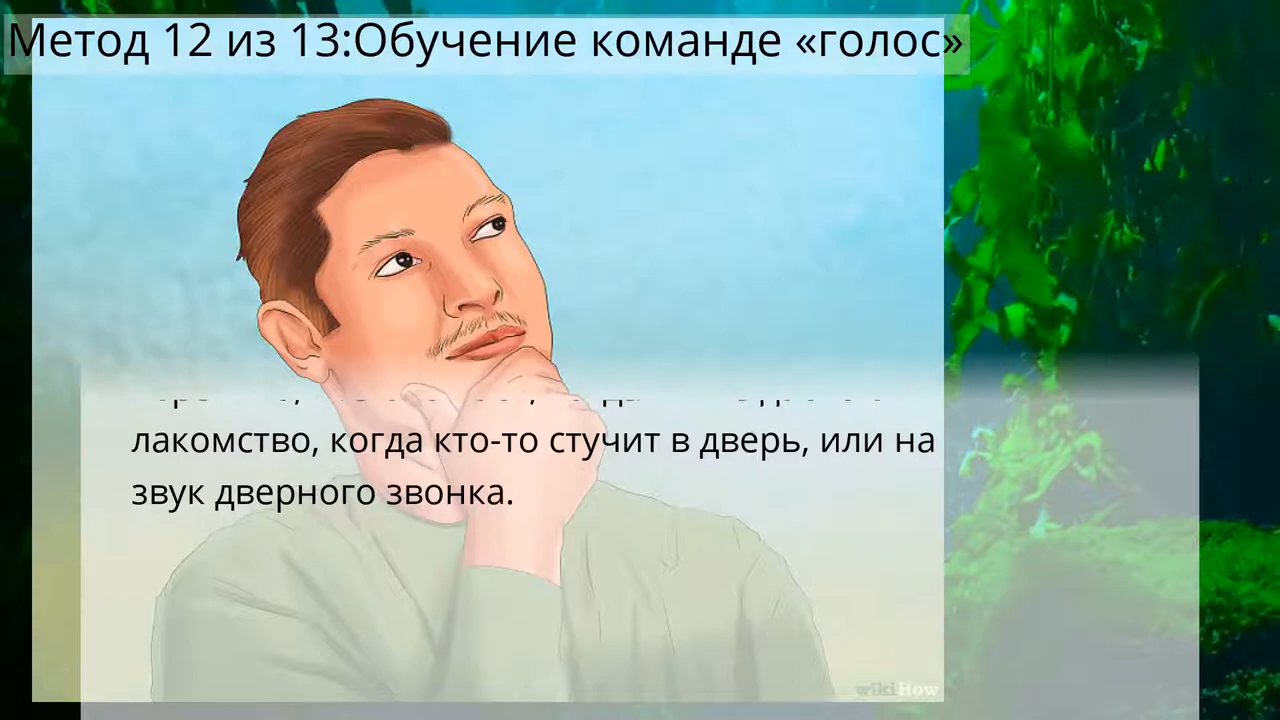 Метод 12 из 13:Обучение команде «голос»
лакомство, когда кто-то стучит в дверь, или на
звук дверного звонка.
wikiHow